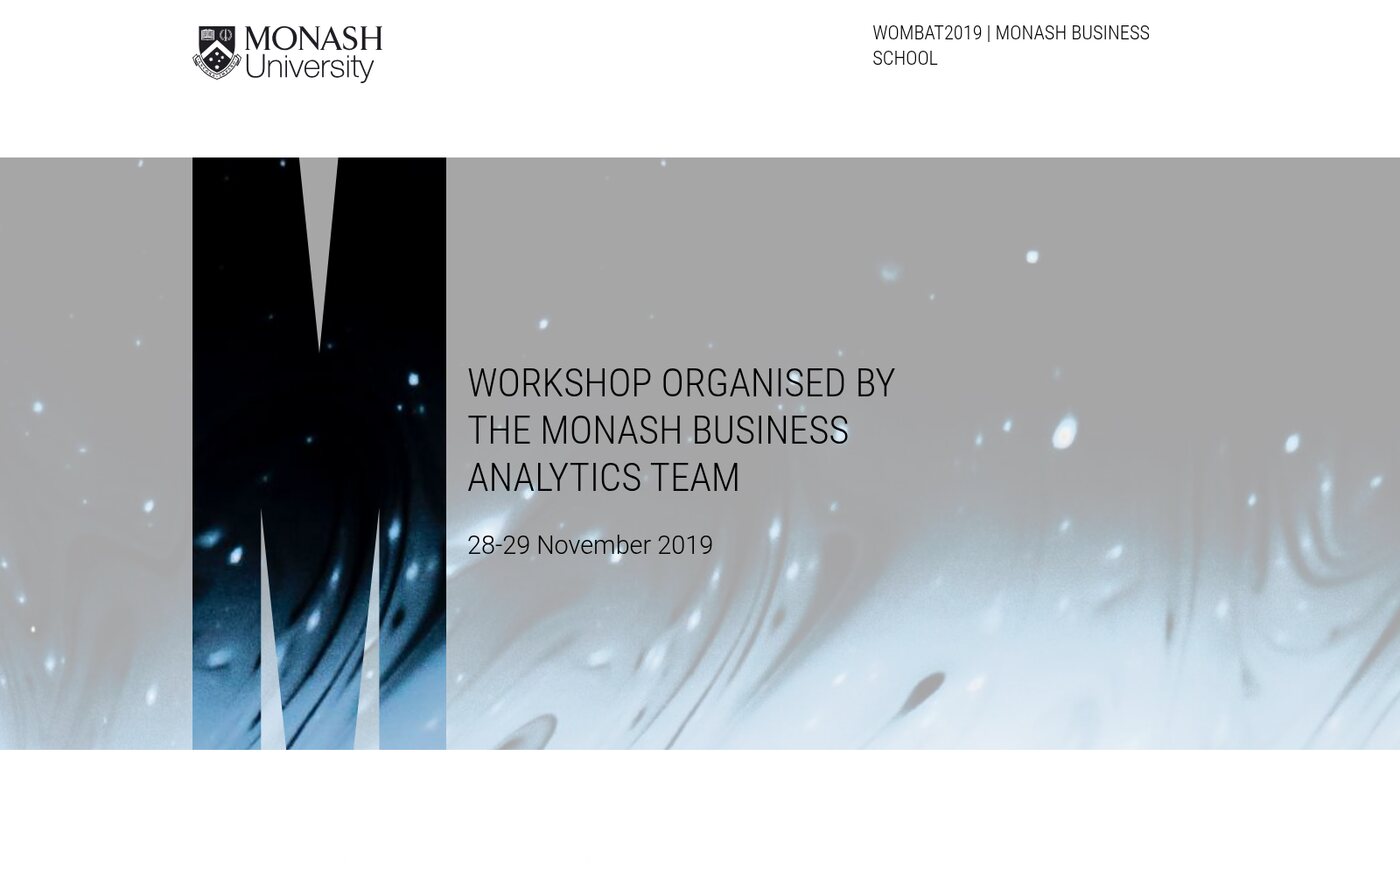 MONASH
University
WOMBAT2019 | MONASH BUSINESS
SCHOOL
WORKSHOP ORGANISED BY
THE MONASH BUSINESS
ANALYTICS TEAM
28-29 November 2019